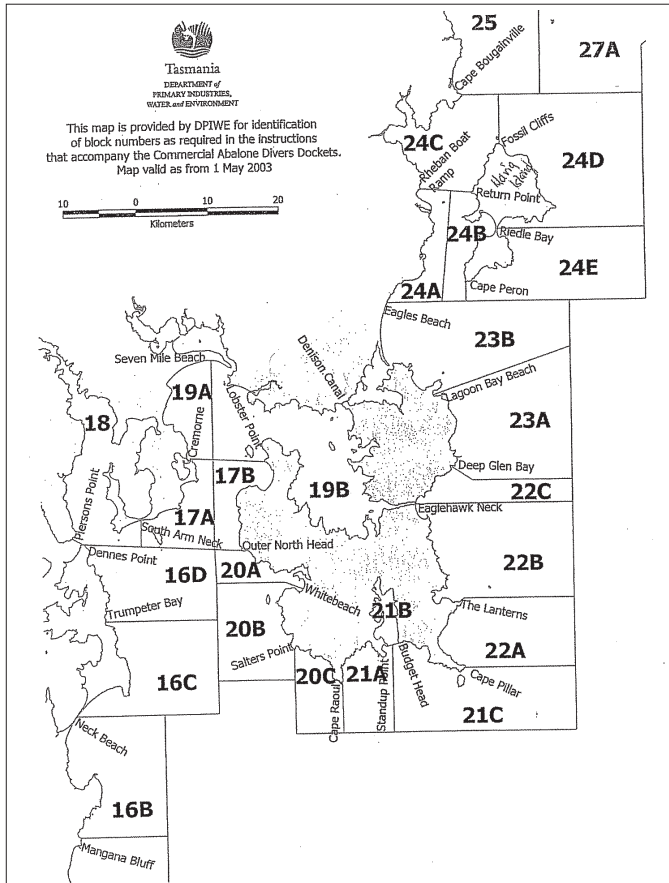 Tasmania
DEPARTMENT of
PRIMARY INDUSTRIES,
WATER and ENVIRONMENT
This map is provided by DPIWE for identification
of block numbers as required in the instructions
that accompany the Commercial Abalone Divers Dockets.
Map valid as from 1 May 2003
10 0 10 20
Kilometers
25
27A
Cape Bougainville
24C
Fossil Cliffs
24D
Rheban Boat
Ramp
Return Point
24B
Riedle Bay
24E
24A
Cape Peron
Eagles Beach
23B
Seven Mile Beach
Denison Canal
Lagoon Bay Beach
19A
Lobster Point
18
Cremorne
23A
Piersons Point
17B
19B
Deep Glen Bay
22C
17A
Eaglehawk Neck
South Arm Neck
Outer North Head
Dennes Point
16D
20A
22B
Whitebeach
Trumpeter Bay
21B
The Lanterns
20B
22A
Salters Point
Standup Point
Budget Head
16C
20C
21A
Cape Pillar
Cape Raoul
21C
Neck Beach
16B
Mangana Bluff